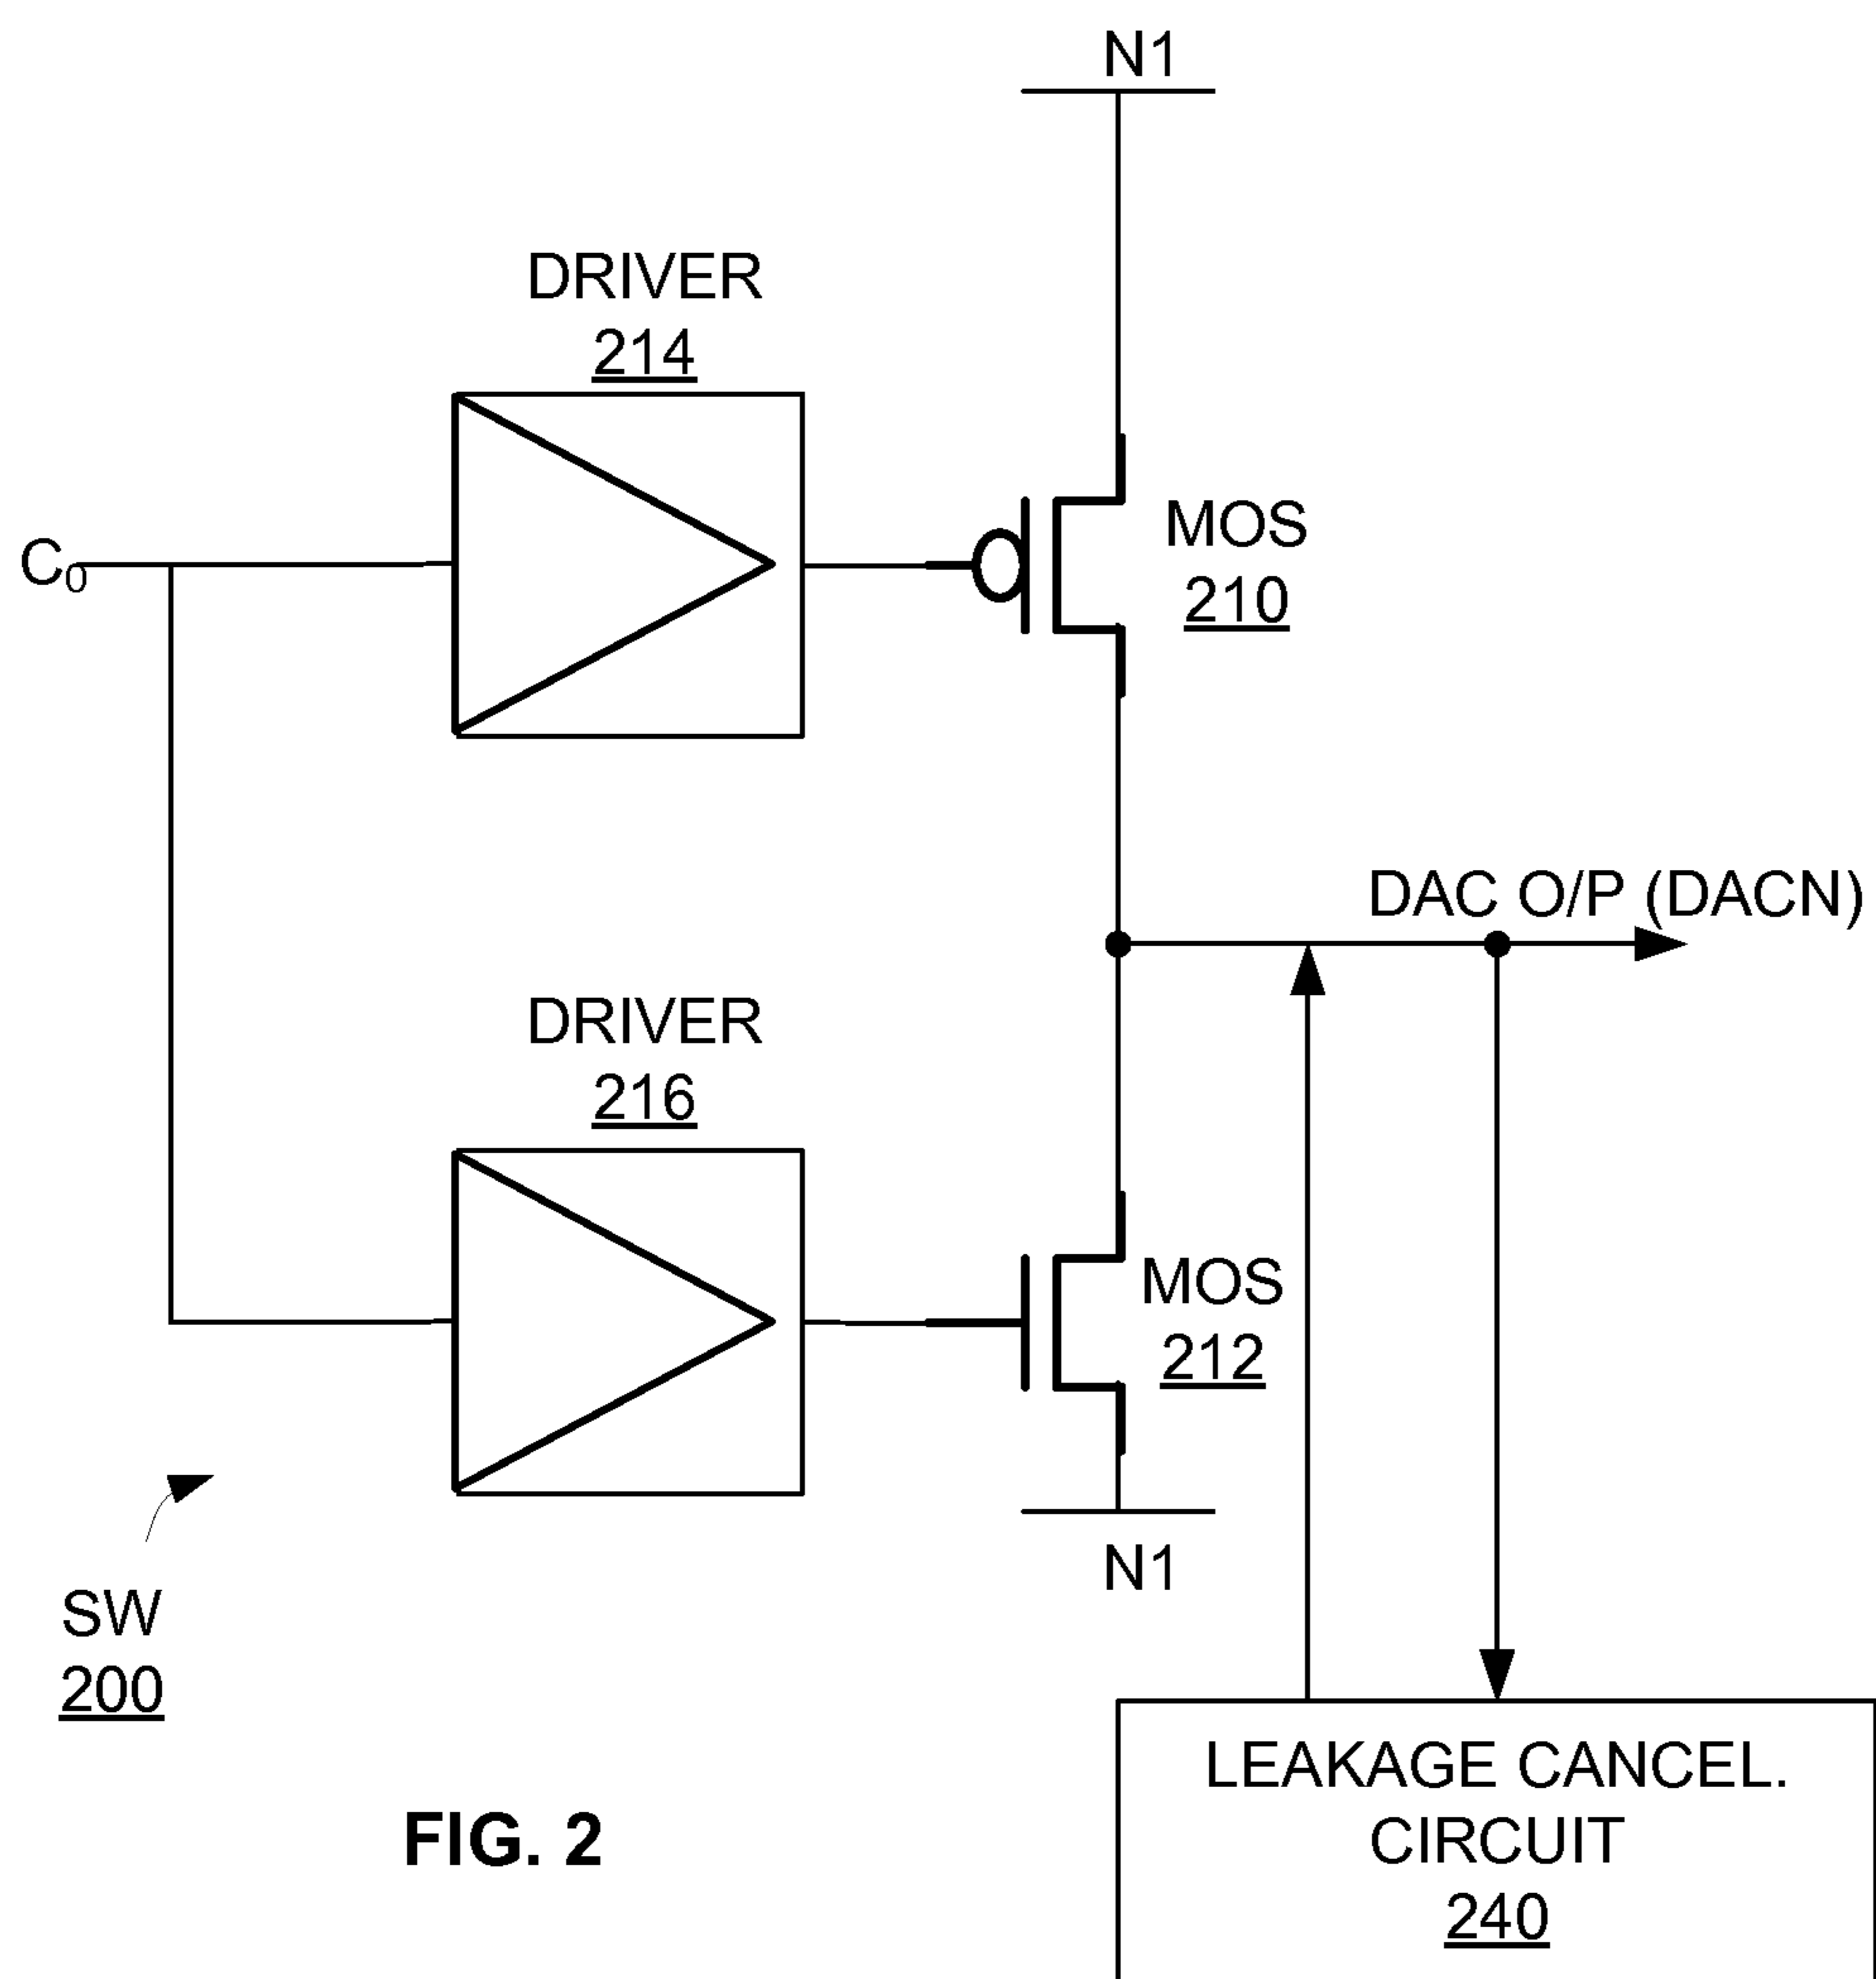 N1
DRIVER
214
C₀
MOS
210
DAC O/P (DACN)
DRIVER
216
MOS
212
N1
SW
200
LEAKAGE CANCEL.
CIRCUIT
240
FIG. 2